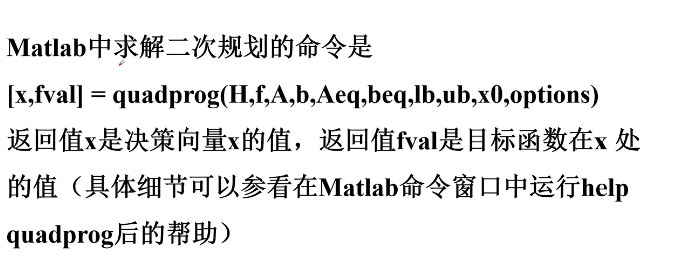 Matlab中求解二次规划的命令是
[x,fval] = quadprog(H,f,A,b,Aeq,beq,lb,ub,x0,options)
返回值x是决策向量x的值，返回值fval是目标函数在x 处
的值（具体细节可以参看在Matlab命令窗口中运行help
quadprog后的帮助）